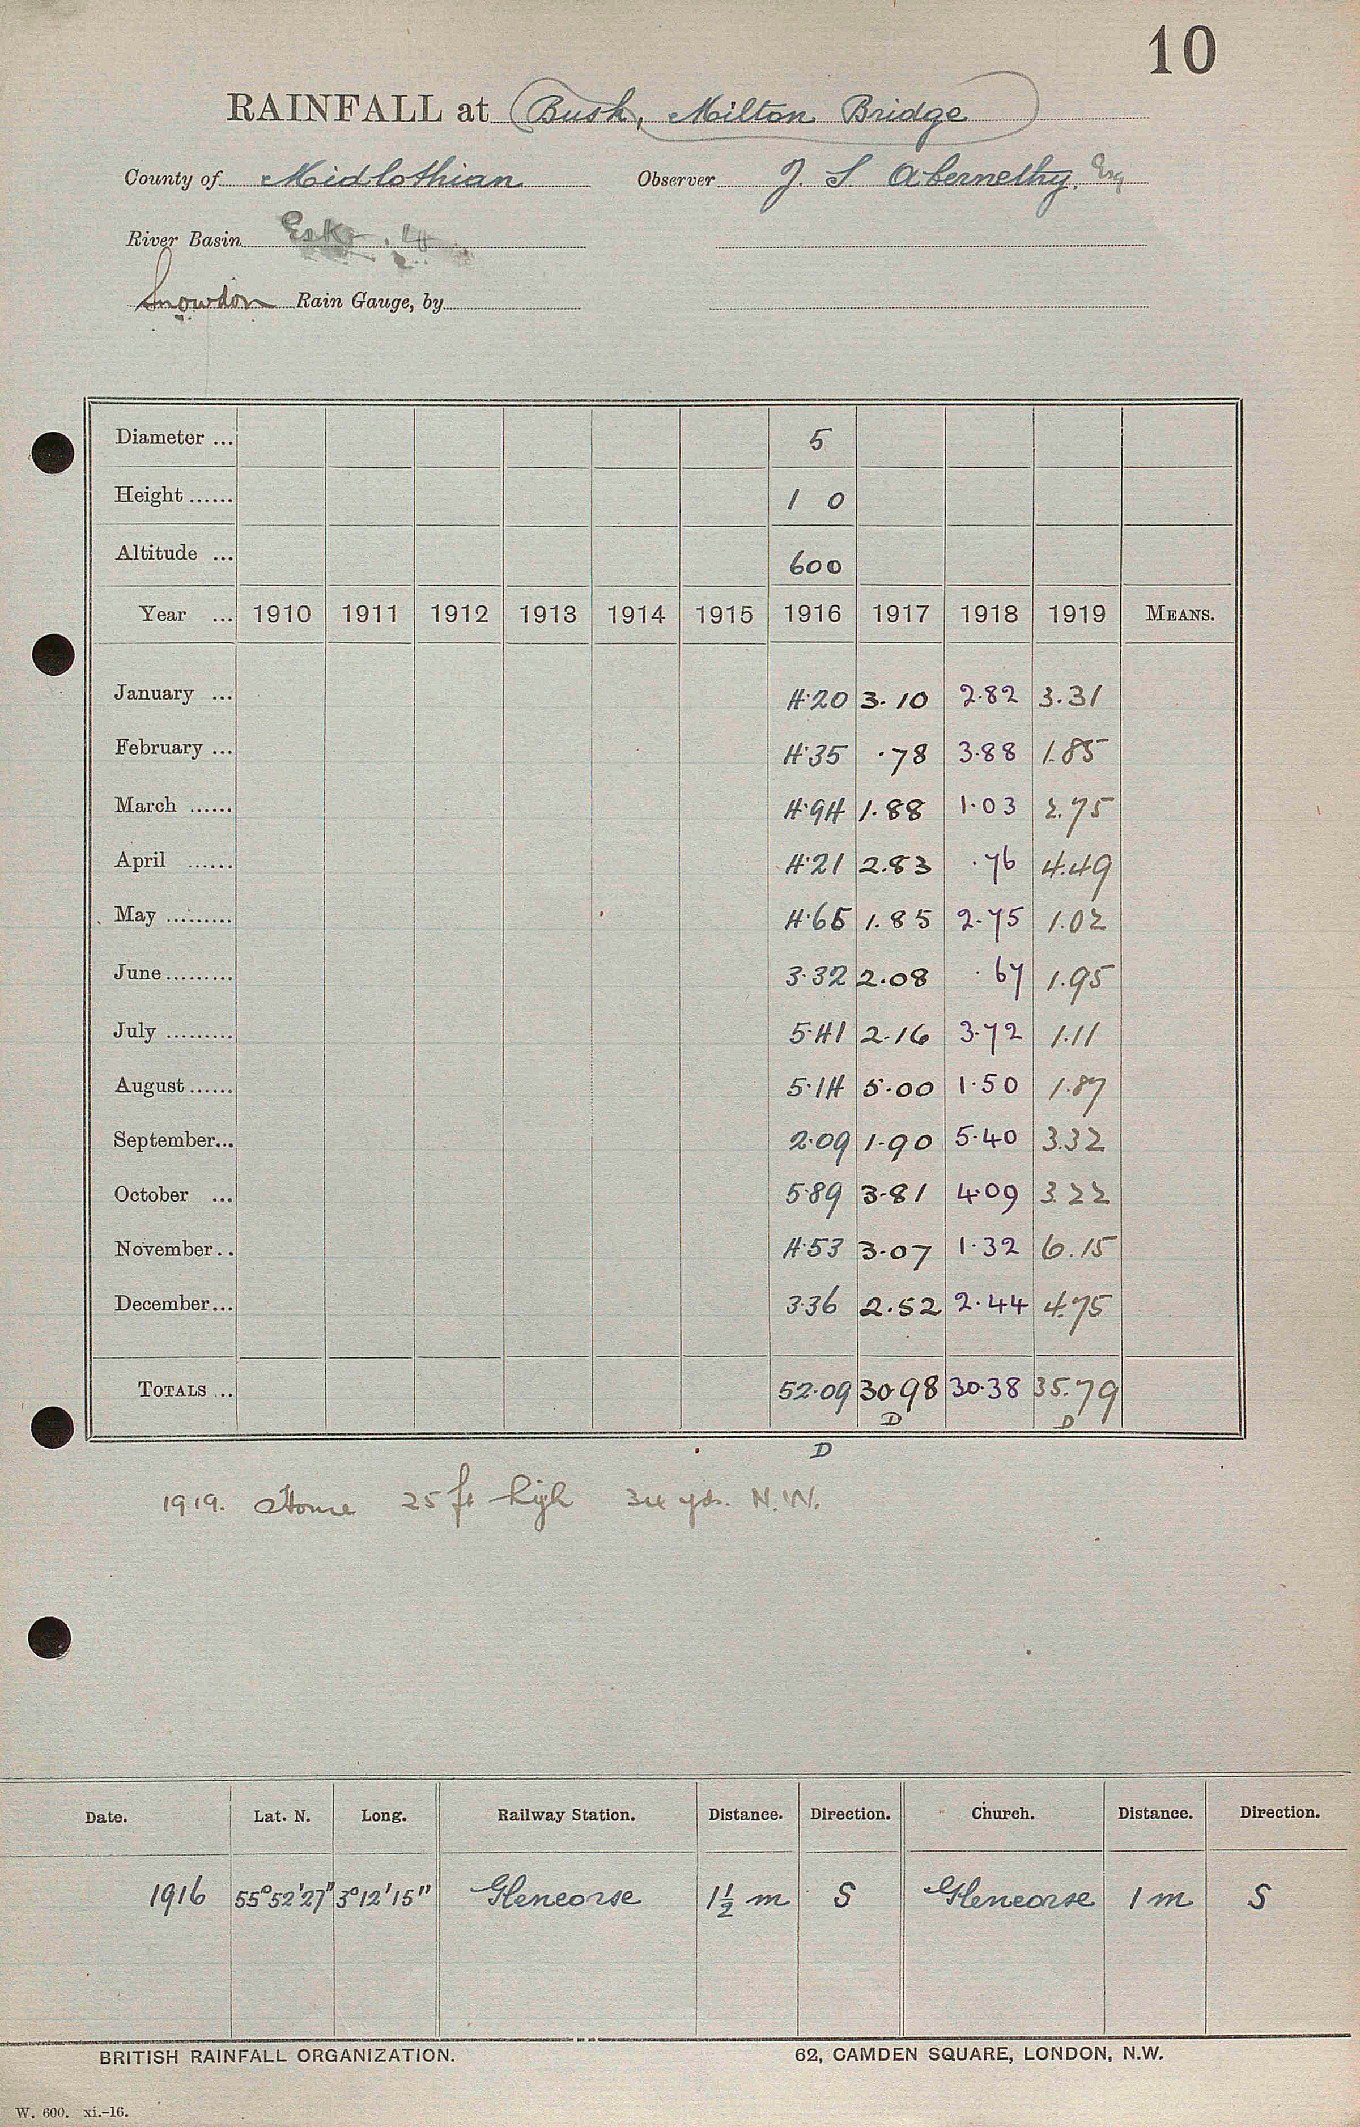 10
RAINFALL at Bush, Milton Bridge
County of Midlothian Observer J. S Abernethy, Esq
River Basin Esk
Snowdon Rain Gauge, by
Diameter ... 5
Height ...... 1 0
Altitude ... 600
Year ... 1910 1911 1912 1913 1914 1915 1916 1917 1918 1919 MEANS.
January ... 4.20 3.10 2.82 3.31
February ... 4.35 .78 3.88 1.85
March ...... 4.94 1.88 1.03 2.75
April ...... 4.21 2.83 .76 4.49
May ......... 4.65 1.85 2.75 1.02
June ......... 3.32 2.08 .67 1.95
July ......... 5.41 2.16 3.72 1.11
August ...... 5.14 5.00 1.50 1.87
September... 2.09 1.90 5.40 3.32
October ... 5.89 3.81 4.09 3.22
November .. 4.53 3.07 1.32 6.15
December... 3.36 2.52 2.44 4.75
TOTALS ... 52.09 30.98 30.38 35.79
D D
D
1919. House 25 ft high 34 yds. N.W.
Date. Lat. N. Long. Railway Station. Distance. Direction. Church. Distance. Direction.
1916 55°52'27" 3°12'15" Glencorse 1½ m S Glencorse 1 m S
BRITISH RAINFALL ORGANIZATION. 62, CAMDEN SQUARE, LONDON, N.W.
W. 600. xi.-16.